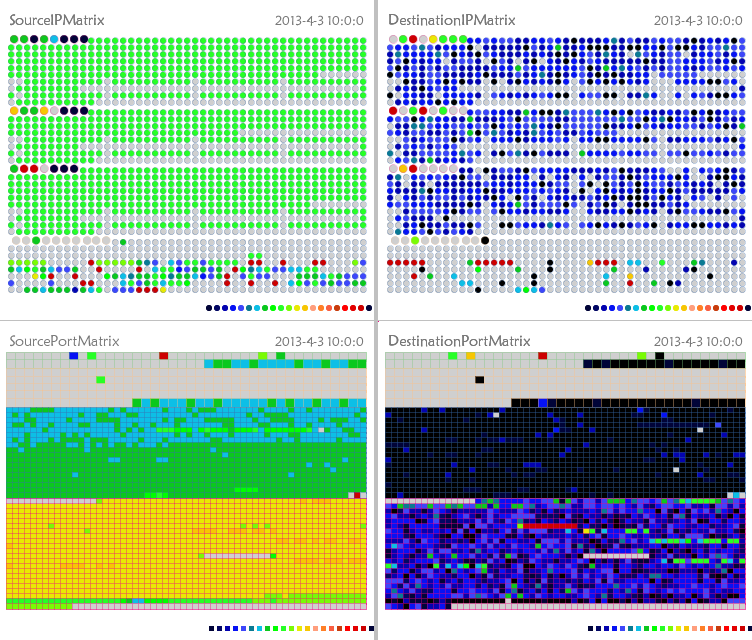 SourceIPMatrix 2013-4-3 10:0:0
DestinationIPMatrix 2013-4-3 10:0:0
SourcePortMatrix 2013-4-3 10:0:0
DestinationPortMatrix 2013-4-3 10:0:0